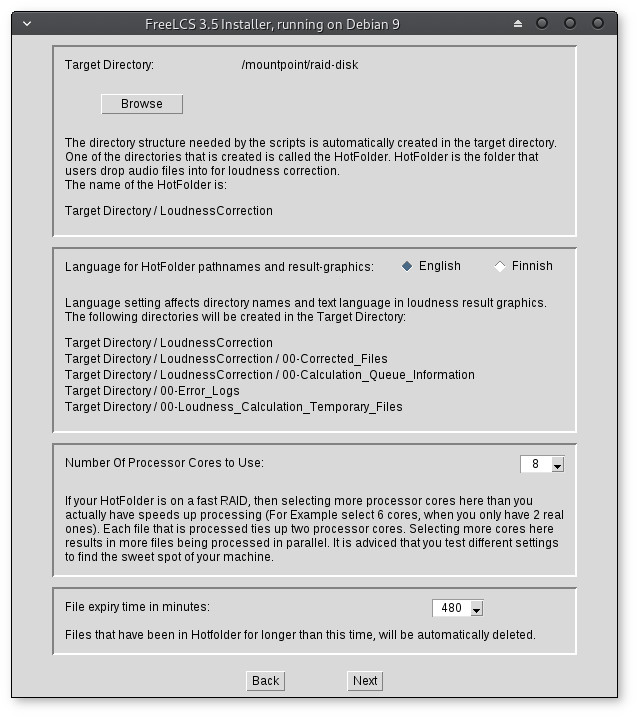 FreeLCS 3.5 Installer, running on Debian 9
Target Directory: /mountpoint/raid-disk
Browse
The directory structure needed by the scripts is automatically created in the target directory.
One of the directories that is created is called the HotFolder. HotFolder is the folder that
users drop audio files into for loudness correction.
The name of the HotFolder is:
Target Directory / LoudnessCorrection
Language for HotFolder pathnames and result-graphics: English Finnish
Language setting affects directory names and text language in loudness result graphics.
The following directories will be created in the Target Directory:
Target Directory / LoudnessCorrection
Target Directory / LoudnessCorrection / 00-Corrected_Files
Target Directory / LoudnessCorrection / 00-Calculation_Queue_Information
Target Directory / 00-Error_Logs
Target Directory / 00-Loudness_Calculation_Temporary_Files
Number Of Processor Cores to Use: 8
If your HotFolder is on a fast RAID, then selecting more processor cores here than you
actually have speeds up processing (For Example select 6 cores, when you only have 2 real
ones). Each file that is processed ties up two processor cores. Selecting more cores here
results in more files being processed in parallel. It is adviced that you test different settings
to find the sweet spot of your machine.
File expiry time in minutes: 480
Files that have been in Hotfolder for longer than this time, will be automatically deleted.
Back Next